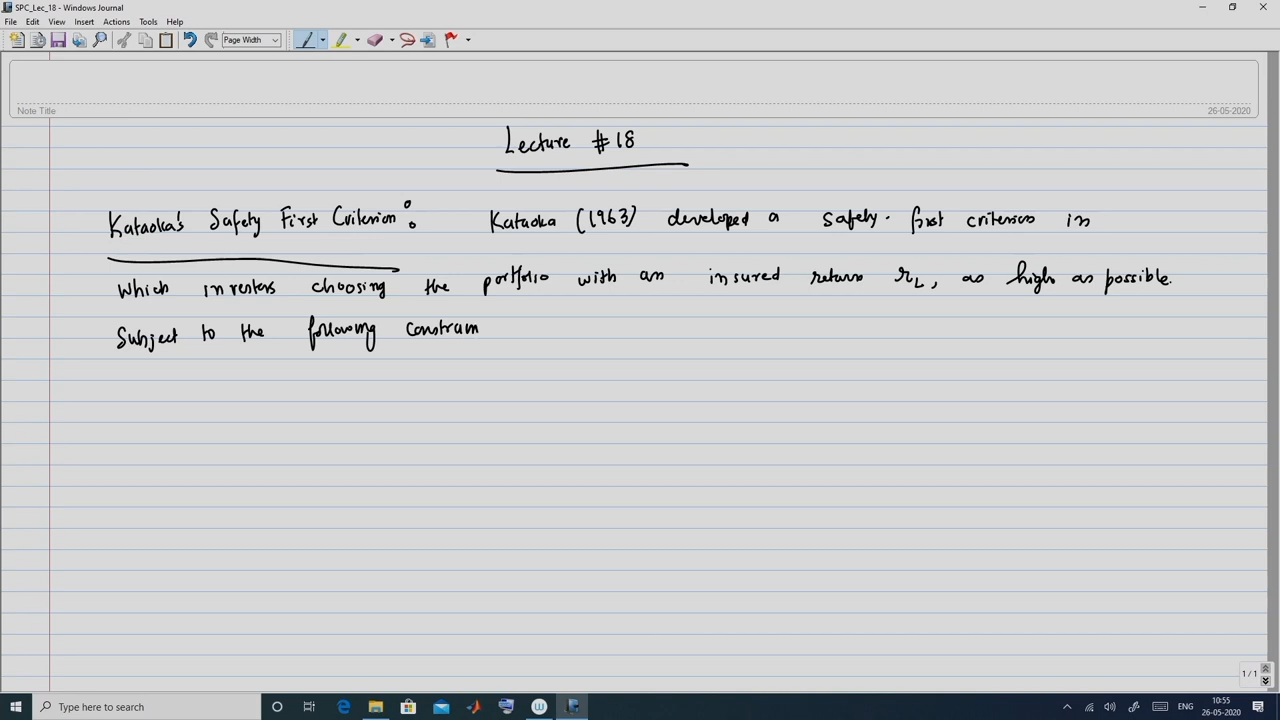 SPC_Lec_18 - Windows Journal
File Edit View Insert Actions Tools Help
Page Width
Note Title
26-05-2020
Lecture #18
Kataoka's Safety First Criterion : Kataoka (1963) developed a safety-first criterion in
which investors choosing the portfolio with an insured return r_L, as high as possible.
Subject to the following constrain
1/1
Type here to search
ENG
10:55
26-05-2020